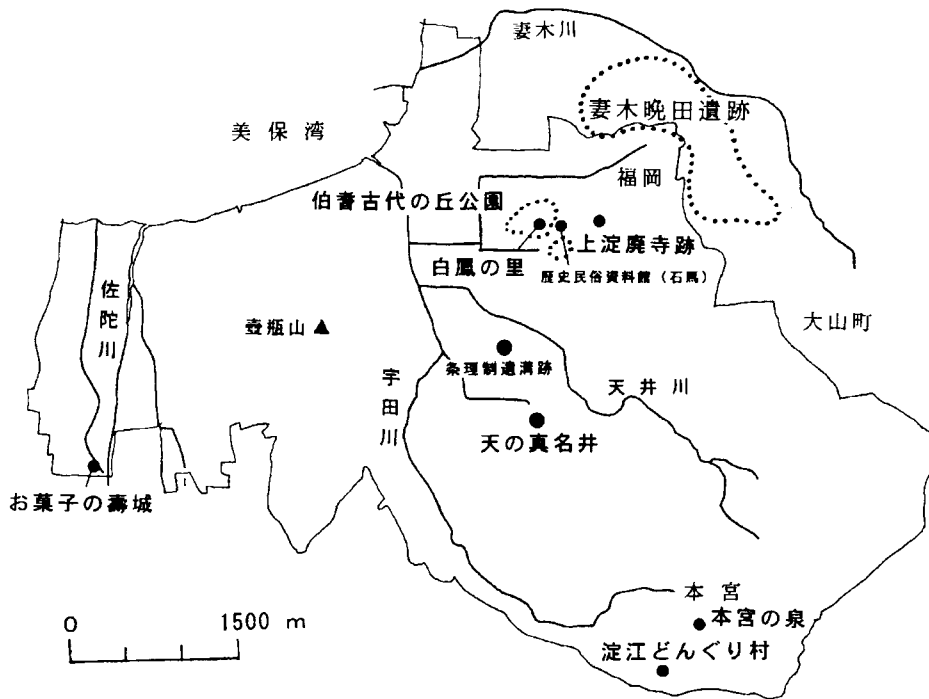 妻木川
妻木晩田遺跡
美保湾
福岡
伯耆古代の丘公園
上淀廃寺跡
白鳳の里
歴史民俗資料館（石馬）
佐陀川
壺瓶山
大山町
条理制遺溝跡
宇田川
天井川
天の真名井
お菓子の壽城
本宮
本宮の泉
淀江どんぐり村
0 1500 m